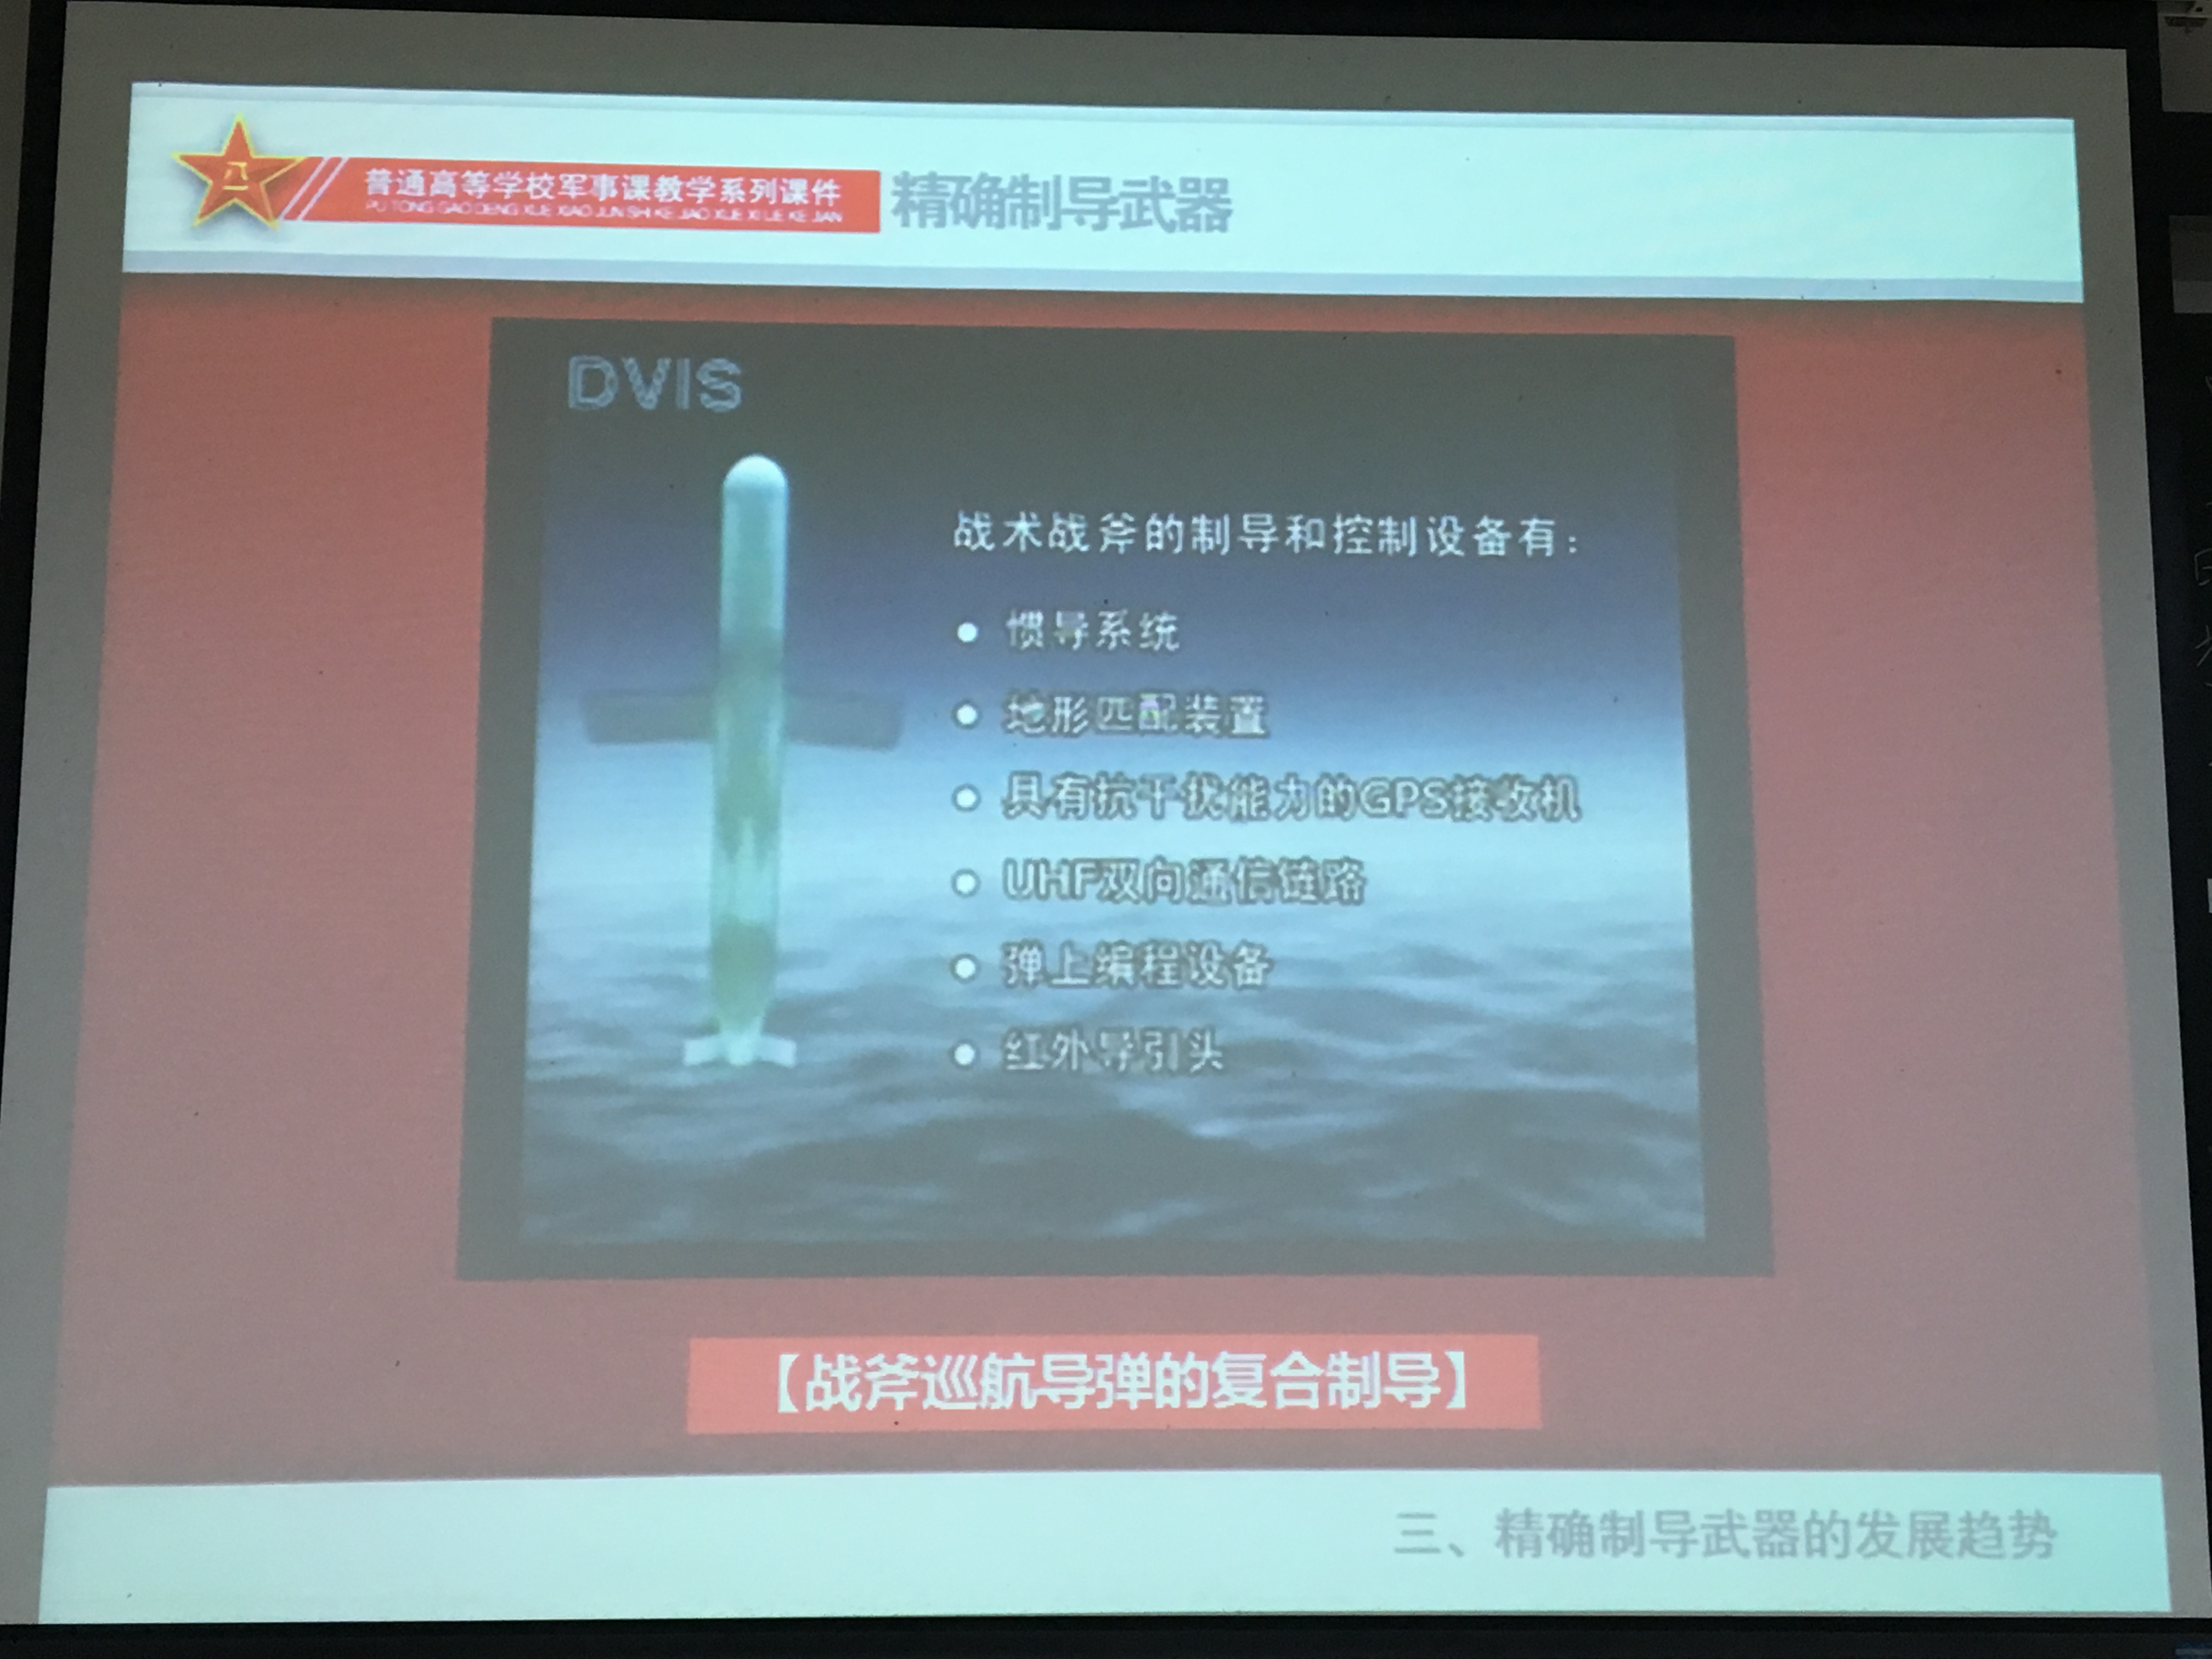 八一
普通高等学校军事课教学系列课件
PU TONG GAO DENG XUE XIAO JUN SHI KE JIAO XUE XI LIE KE JIAN
精确制导武器
DVIS
战术战斧的制导和控制设备有：
● 惯导系统
● 地形匹配装置
● 具有抗干扰能力的GPS接收机
● UHF双向通信链路
● 弹上编程设备
● 红外导引头
【战斧巡航导弹的复合制导】
三、精确制导武器的发展趋势